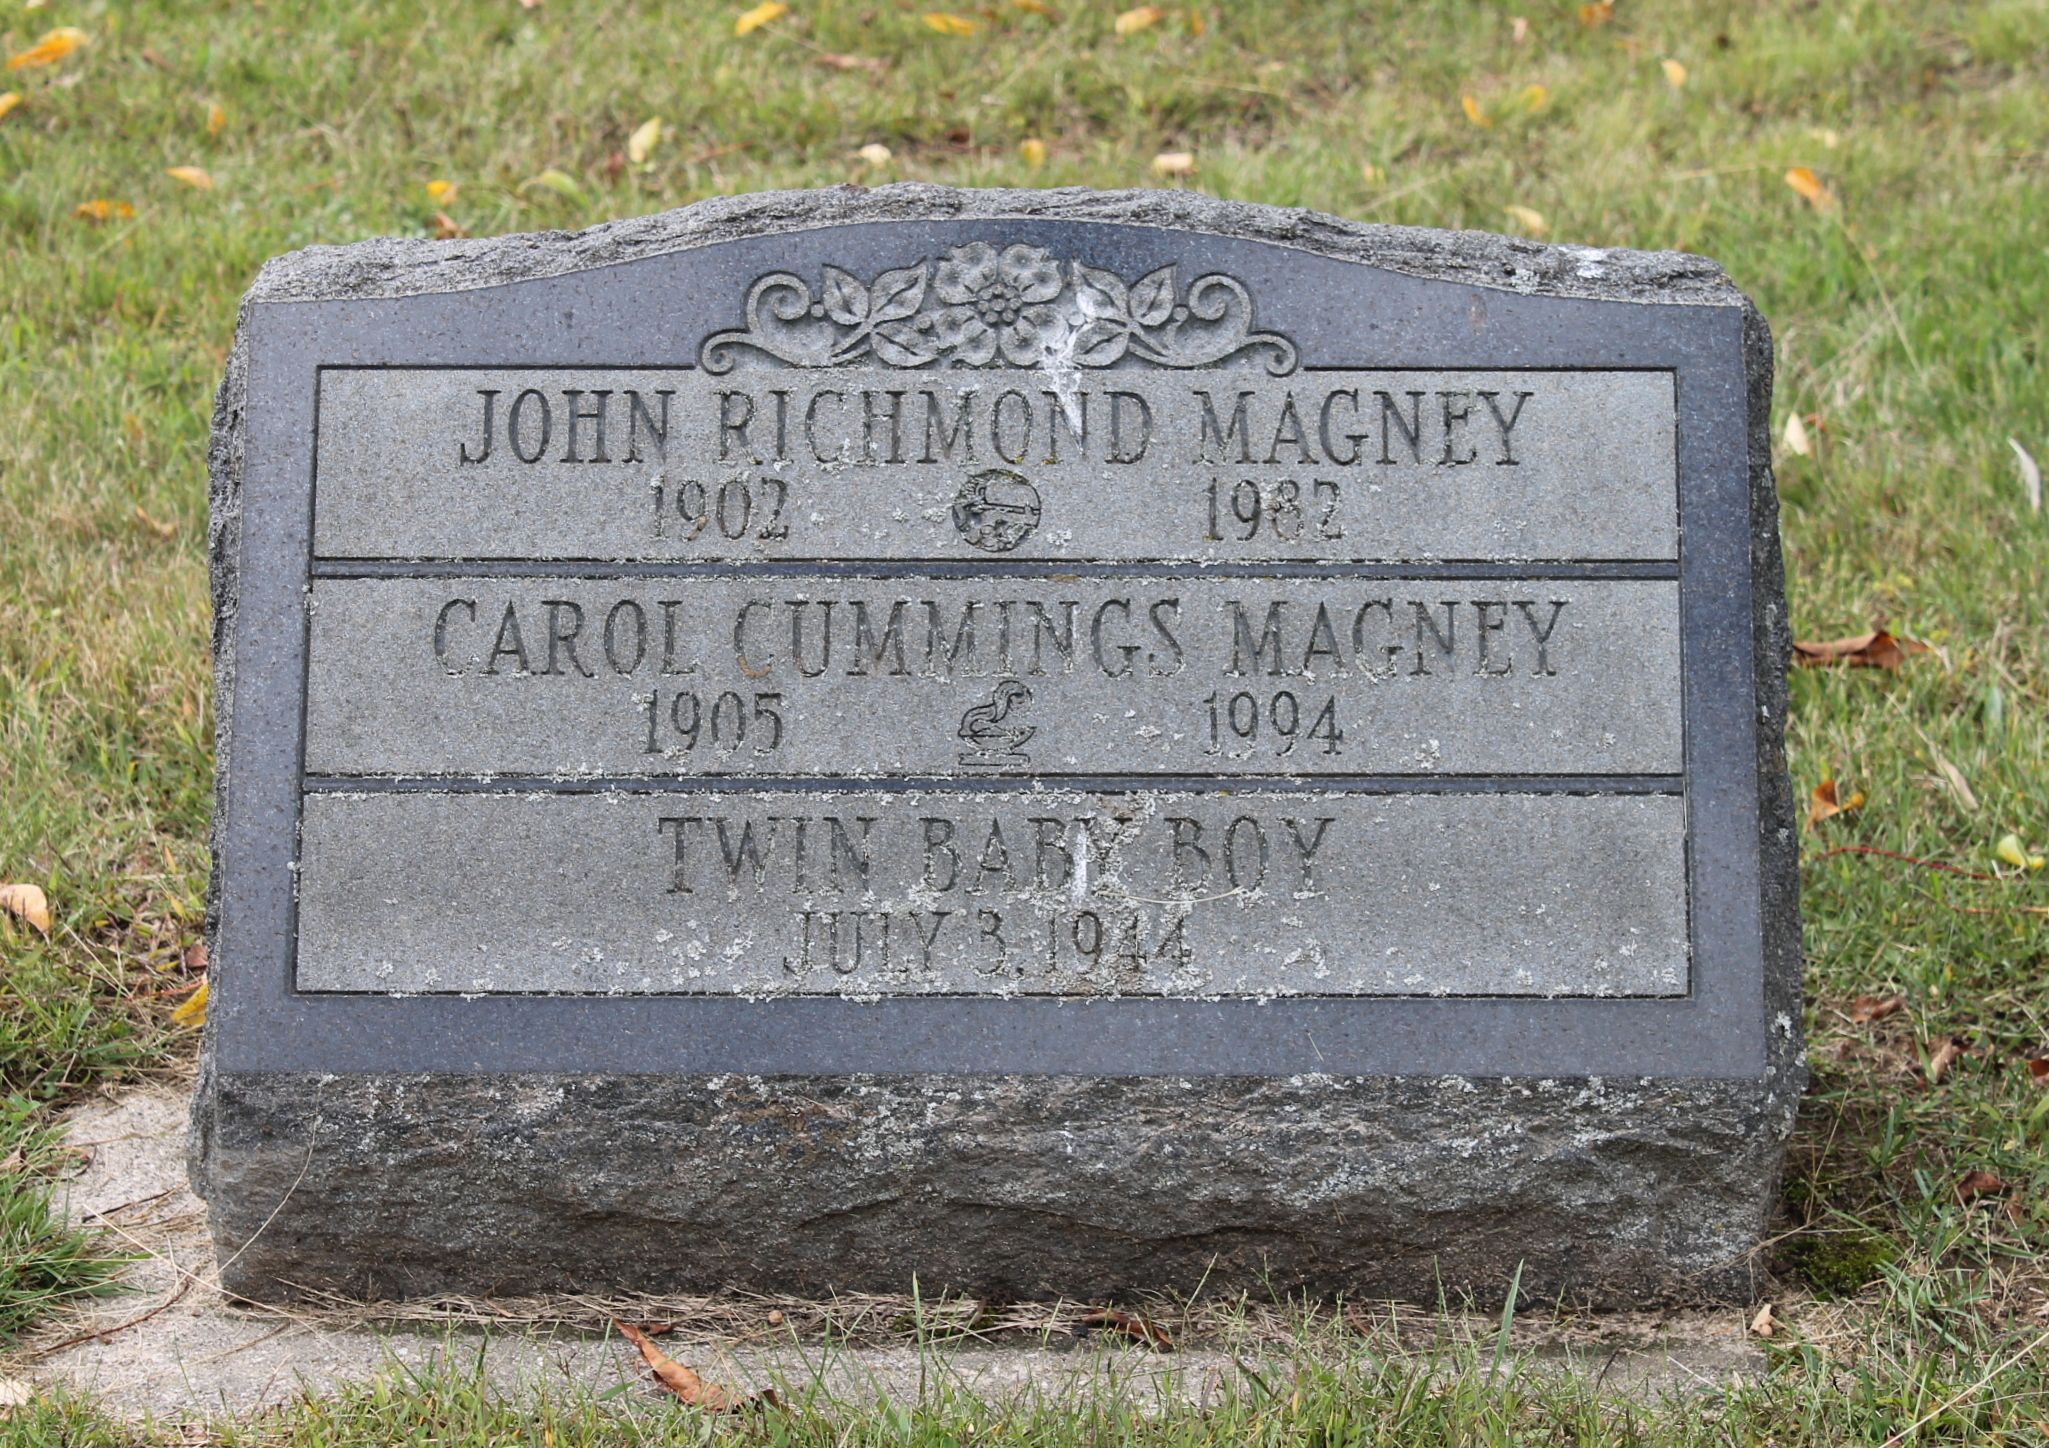 JOHN RICHMOND MAGNEY
1902 1982
CAROL CUMMINGS MAGNEY
1905 1994
TWIN BABY BOY
JULY 3, 1944